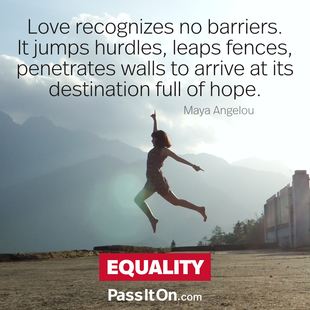 Love recognizes no barriers.
It jumps hurdles, leaps fences,
penetrates walls to arrive at its
destination full of hope.
Maya Angelou
EQUALITY
PassItOn.com